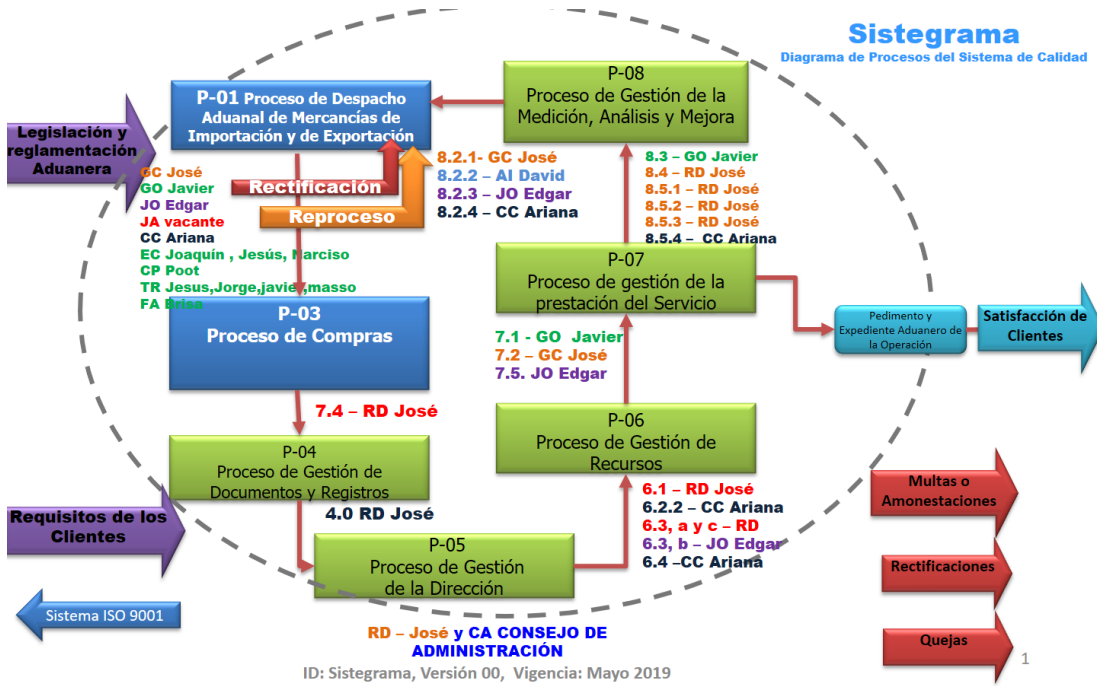 Sistegrama
Diagrama de Procesos del Sistema de Calidad
Legislación y
reglamentación
Aduanera
P-01 Proceso de Despacho
Aduanal de Mercancías de
Importación y de Exportación
Rectificación
Reproceso
GC José
GO Javier
JO Edgar
JA vacante
CC Ariana
EC Joaquín , Jesús, Narciso
CP Poot
TR Jesus,Jorge,javier,masso
FA Brisa
P-08
Proceso de Gestión de la
Medición, Análisis y Mejora
8.2.1- GC José
8.2.2 – AI David
8.2.3 – JO Edgar
8.2.4 – CC Ariana
8.3 – GO Javier
8.4 – RD José
8.5.1 – RD José
8.5.2 – RD José
8.5.3 – RD José
8.5.4 – CC Ariana
P-03
Proceso de Compras
P-07
Proceso de gestión de la
prestación del Servicio
Pedimento y
Expediente Aduanero de
la Operación
Satisfacción de
Clientes
7.1 - GO Javier
7.2 – GC José
7.5. JO Edgar
7.4 – RD José
P-04
Proceso de Gestión de
Documentos y Registros
P-06
Proceso de Gestión de
Recursos
4.0 RD José
6.1 – RD José
6.2.2 – CC Ariana
6.3, a y c – RD
6.3, b – JO Edgar
6.4 –CC Ariana
Requisitos de los
Clientes
P-05
Proceso de Gestión
de la Dirección
Multas o
Amonestaciones
Rectificaciones
Quejas
Sistema ISO 9001
RD – José y CA CONSEJO DE
ADMINISTRACIÓN
ID: Sistegrama, Versión 00, Vigencia: Mayo 2019
1